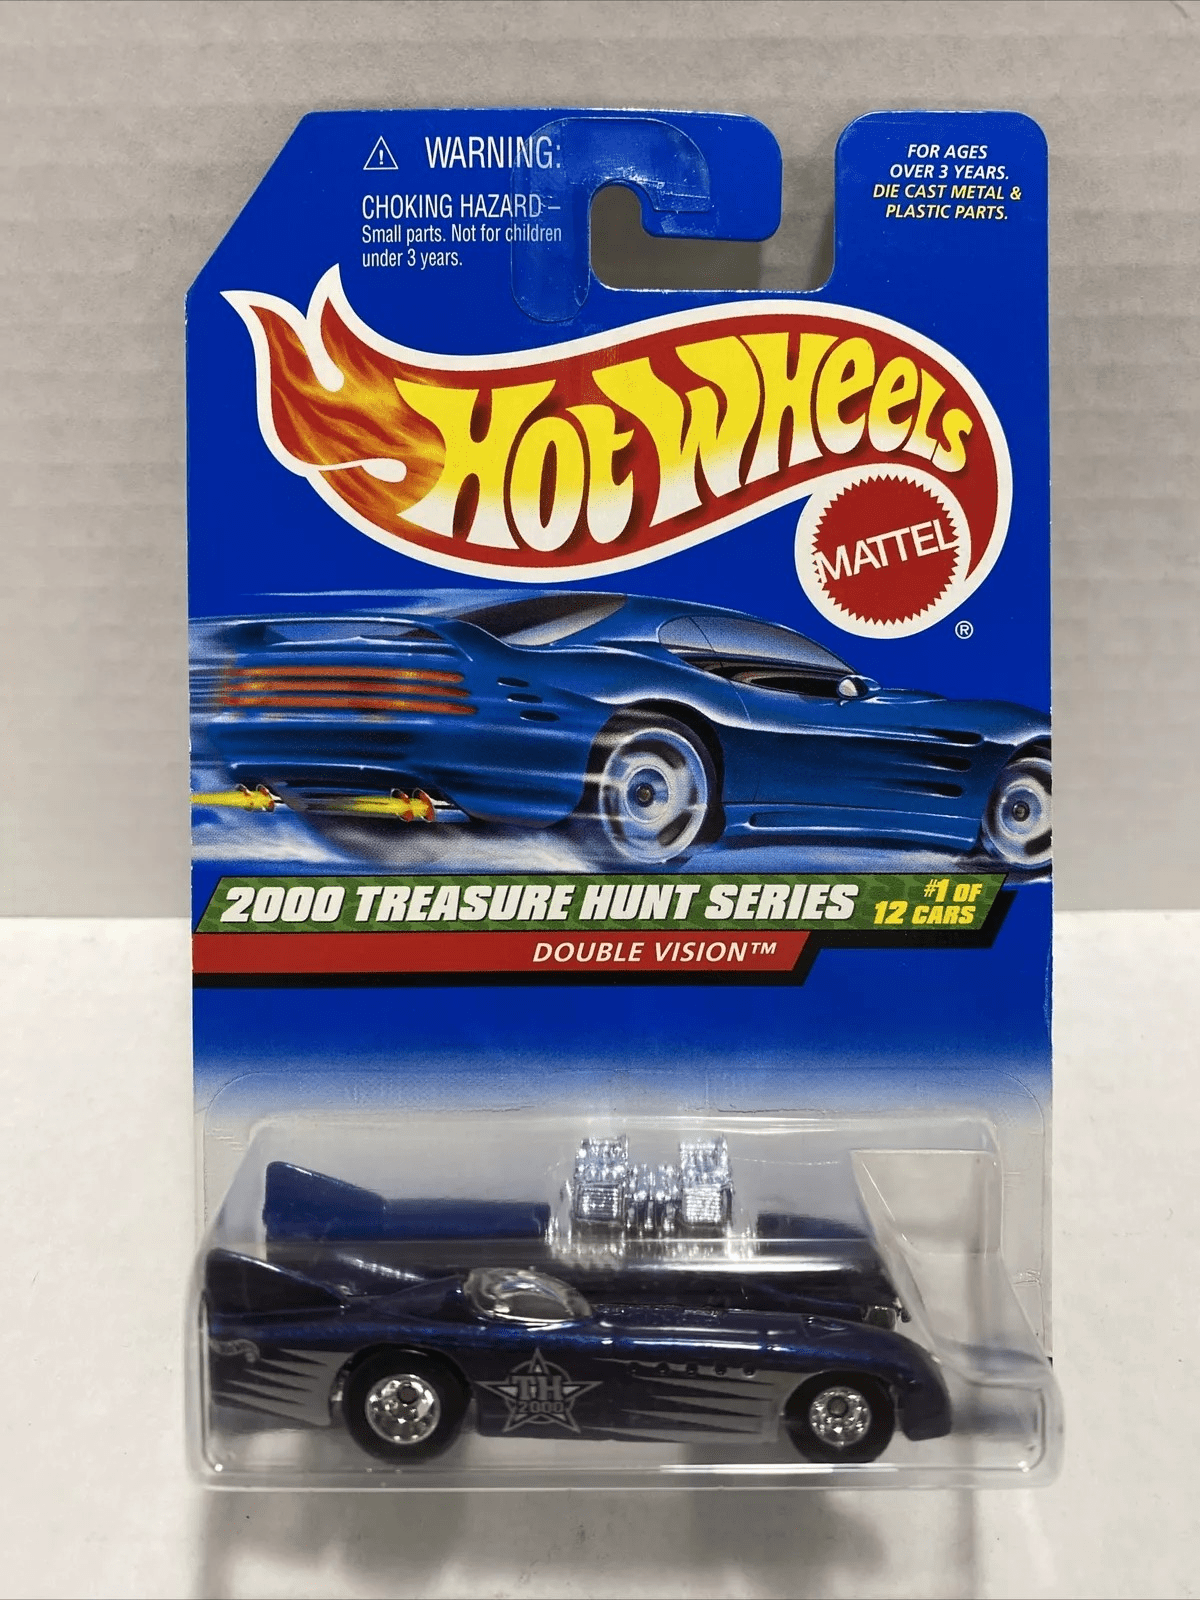 ⚠ WARNING:
CHOKING HAZARD –
Small parts. Not for children
under 3 years.
FOR AGES
OVER 3 YEARS.
DIE CAST METAL &
PLASTIC PARTS.
HOT WHEELS
MATTEL
®
2000 TREASURE HUNT SERIES
#1 OF
12 CARS
DOUBLE VISION™
TH
2000